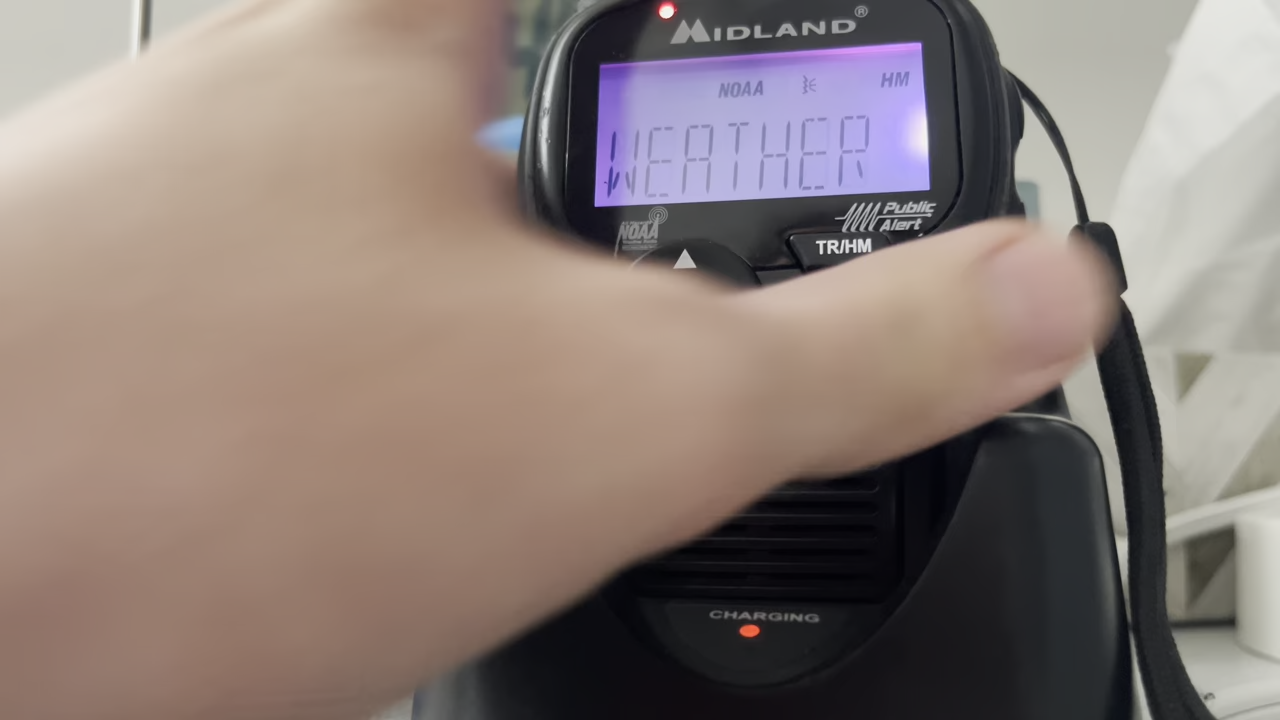 MIDLAND®
NOAA HM
WEATHER
Public
Alert
NOAA
TR/HM
CHARGING